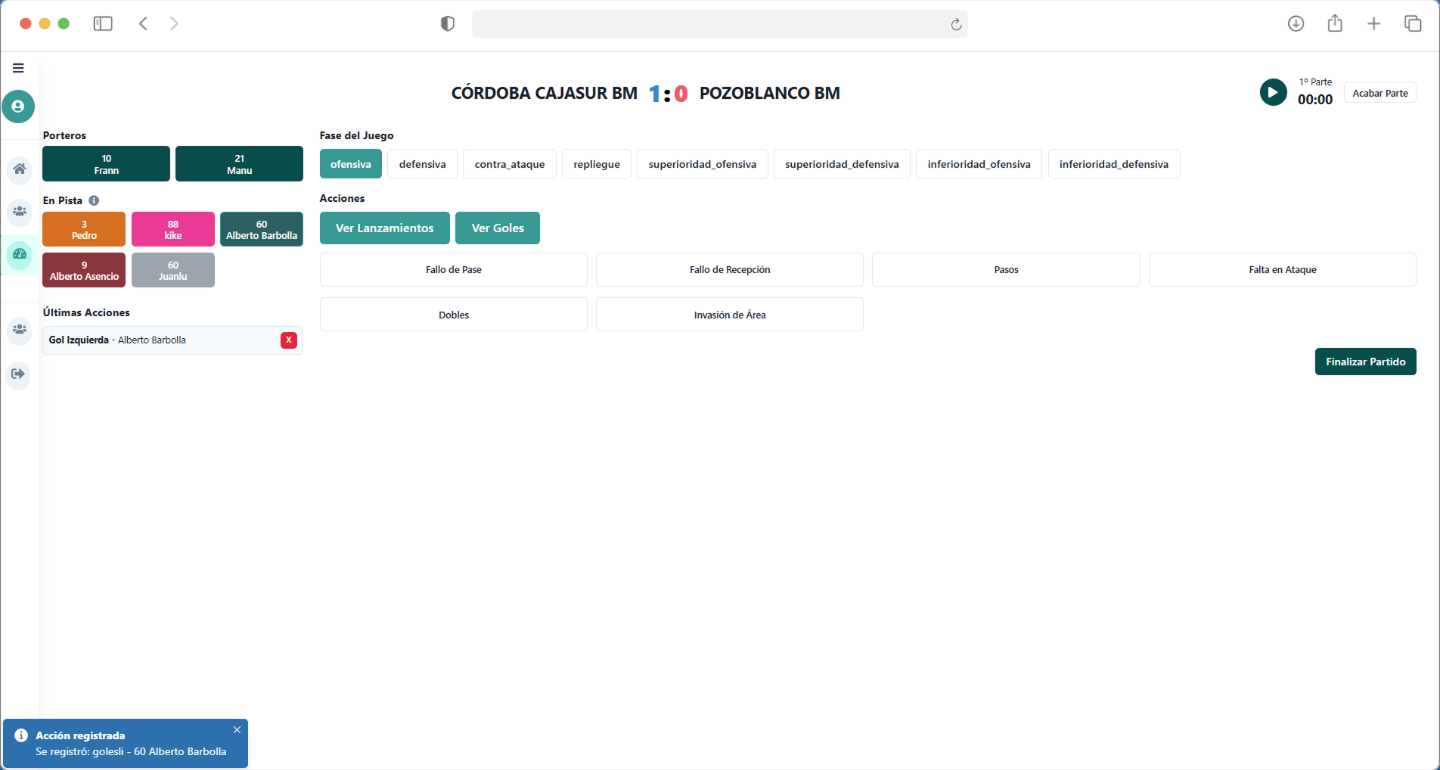 CÓRDOBA CAJASUR BM 1:0 POZOBLANCO BM
1º Parte
00:00
Acabar Parte
Porteros
10
Frann
21
Manu
En Pista
3
Pedro
88
kike
60
Alberto Barbolla
9
Alberto Asencio
60
Juanlu
Últimas Acciones
Gol Izquierda - Alberto Barbolla
X
Fase del Juego
ofensiva
defensiva
contra_ataque
repliegue
superioridad_ofensiva
superioridad_defensiva
inferioridad_ofensiva
inferioridad_defensiva
Acciones
Ver Lanzamientos
Ver Goles
Fallo de Pase
Fallo de Recepción
Pasos
Falta en Ataque
Dobles
Invasión de Área
Finalizar Partido
Acción registrada
Se registró: golesli - 60 Alberto Barbolla